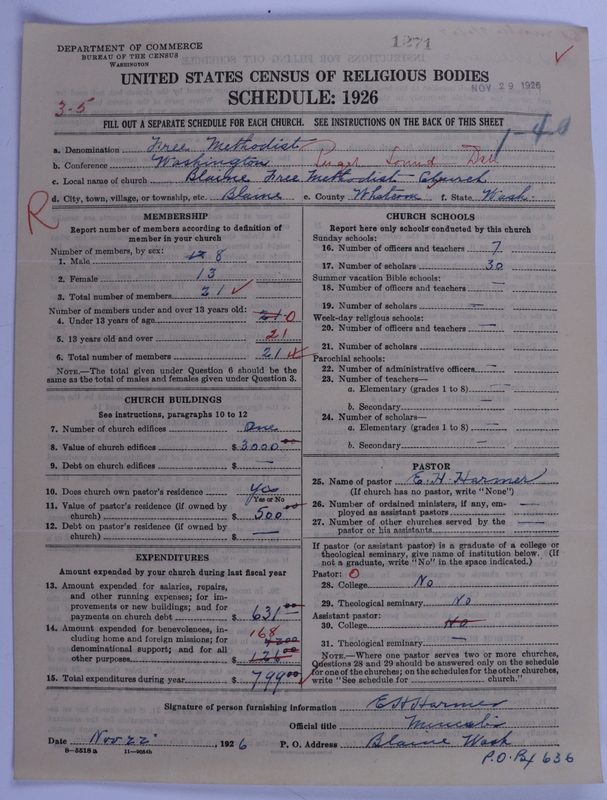 1271
DEPARTMENT OF COMMERCE
BUREAU OF THE CENSUS
WASHINGTON
UNITED STATES CENSUS OF RELIGIOUS BODIES
NOV 29 1926
SCHEDULE: 1926
3-5
FILL OUT A SEPARATE SCHEDULE FOR EACH CHURCH. SEE INSTRUCTIONS ON THE BACK OF THIS SHEET
1-40
a. Denomination Free Methodist
b. Conference Washington Puget Sound
c. Local name of church Blaine Free Methodist Church
d. City, town, village, or township, etc. Blaine e. County Whatcom f. State Wash.
R
MEMBERSHIP
Report number of members according to definition of
member in your church
Number of members, by sex:
1. Male 8
2. Female 13
3. Total number of members 21
Number of members under and over 13 years old:
4. Under 13 years of age 21 0
5. 13 years old and over 21
6. Total number of members 21
NOTE.—The total given under Question 6 should be
same as the total of males and females given under Question 3.
CHURCH BUILDINGS
See instructions, paragraphs 10 to 12
7. Number of church edifices One
8. Value of church edifices $ 3000 00
9. Debt on church edifices $ —
10. Does church own pastor's residence Yes
Yes or No
11. Value of pastor's residence (if owned by
church) $ 500 00
12. Debt on pastor's residence (if owned by
church) $ —
EXPENDITURES
Amount expended by your church during last fiscal year
13. Amount expended for salaries, repairs,
and other running expenses; for im-
provements or new buildings; and for
payments on church debt $ 631 00
14. Amount expended for benevolences, in-
cluding home and foreign missions; for
denominational support; and for all
other purposes $ 168 126 00
15. Total expenditures during year $ 799 00
CHURCH SCHOOLS
Report here only schools conducted by this church
Sunday schools:
16. Number of officers and teachers 7
17. Number of scholars 30
Summer vacation Bible schools:
18. Number of officers and teachers —
19. Number of scholars —
Week-day religious schools:
20. Number of officers and teachers —
21. Number of scholars —
Parochial schools:
22. Number of administrative officers —
23. Number of teachers—
a. Elementary (grades 1 to 8) —
b. Secondary —
24. Number of scholars—
a. Elementary (grades 1 to 8) —
b. Secondary —
PASTOR
25. Name of pastor E. H. Harmer
(If church has no pastor, write "None")
26. Number of ordained ministers, if any, em-
ployed as assistant pastors —
27. Number of other churches served by the
pastor or his assistants —
If pastor (or assistant pastor) is a graduate of a college or
theological seminary, give name of institution below. (If
not a graduate, write "No" in the space indicated.)
Pastor: 0
28. College No
29. Theological seminary No
Assistant pastor:
30. College No
31. Theological seminary —
NOTE.—Where one pastor serves two or more churches,
Questions 28 and 29 should be answered only on the schedule
for one of the churches; on the schedules for the other churches,
write "See schedule for church."
Signature of person furnishing information E H Harmer
Official title
Date Nov 22 , 1926 P. O. Address Blaine Wash
8-5518 a
P.O. Bx 636